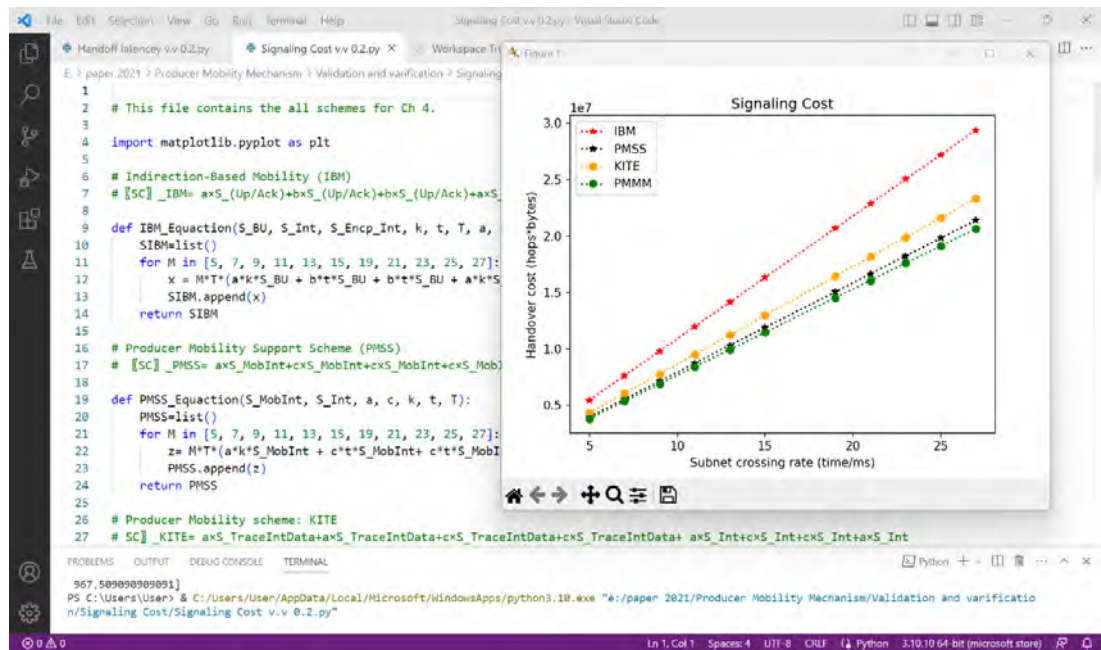 File Edit Selection View Go Run Terminal Help
Signaling Cost v.v 0.2.py - Visual Studio Code
Handoff latencey v.v 0.2.py
Signaling Cost v.v 0.2.py ×
Workspace Tr
E: > paper 2021 > Producer Mobility Mechanism > Validation and varification > Signaling
1
2 # This file contains the all schemes for Ch 4.
3
4 import matplotlib.pyplot as plt
5
6 # Indirection-Based Mobility (IBM)
7 # 〖SC〗_IBM= a×S_(Up/Ack)+b×S_(Up/Ack)+b×S_(Up/Ack)+a×S_
8
9 def IBM_Equaction(S_BU, S_Int, S_Encp_Int, k, t, T, a,
10 SIBM=list()
11 for M in [5, 7, 9, 11, 13, 15, 19, 21, 23, 25, 27]:
12 x = M*T*(a*k*S_BU + b*t*S_BU + b*t*S_BU + a*k*S
13 SIBM.append(x)
14 return SIBM
15
16 # Producer Mobility Support Scheme (PMSS)
17 # 〖SC〗_PMSS= a×S_MobInt+c×S_MobInt+c×S_MobInt+c×S_MobI
18
19 def PMSS_Equaction(S_MobInt, S_Int, a, c, k, t, T):
20 PMSS=list()
21 for M in [5, 7, 9, 11, 13, 15, 19, 21, 23, 25, 27]:
22 z= M*T*(a*k*S_MobInt + c*t*S_MobInt+ c*t*S_MobI
23 PMSS.append(z)
24 return PMSS
25
26 # Producer Mobility scheme: KITE
27 # SC〗_KITE= a×S_TraceIntData+a×S_TraceIntData+c×S_TraceIntData+c×S_TraceIntData+ a×S_Int+c×S_Int+c×S_Int+a×S_Int
Figure 1
Signaling Cost
1e7
3.0
2.5
2.0
1.5
1.0
0.5
IBM
PMSS
KITE
PMMM
Handover cost (hops*bytes)
5 10 15 20 25
Subnet crossing rate (time/ms)
PROBLEMS OUTPUT DEBUG CONSOLE TERMINAL
Python
967.509090909091]
PS C:\Users\User> & C:/Users/User/AppData/Local/Microsoft/WindowsApps/python3.10.exe "e:/paper 2021/Producer Mobility Mechanism/Validation and varificatio
n/Signaling Cost/Signaling Cost v.v 0.2.py"
0 0
Ln 1, Col 1 Spaces: 4 UTF-8 CRLF Python 3.10.10 64-bit (microsoft store)